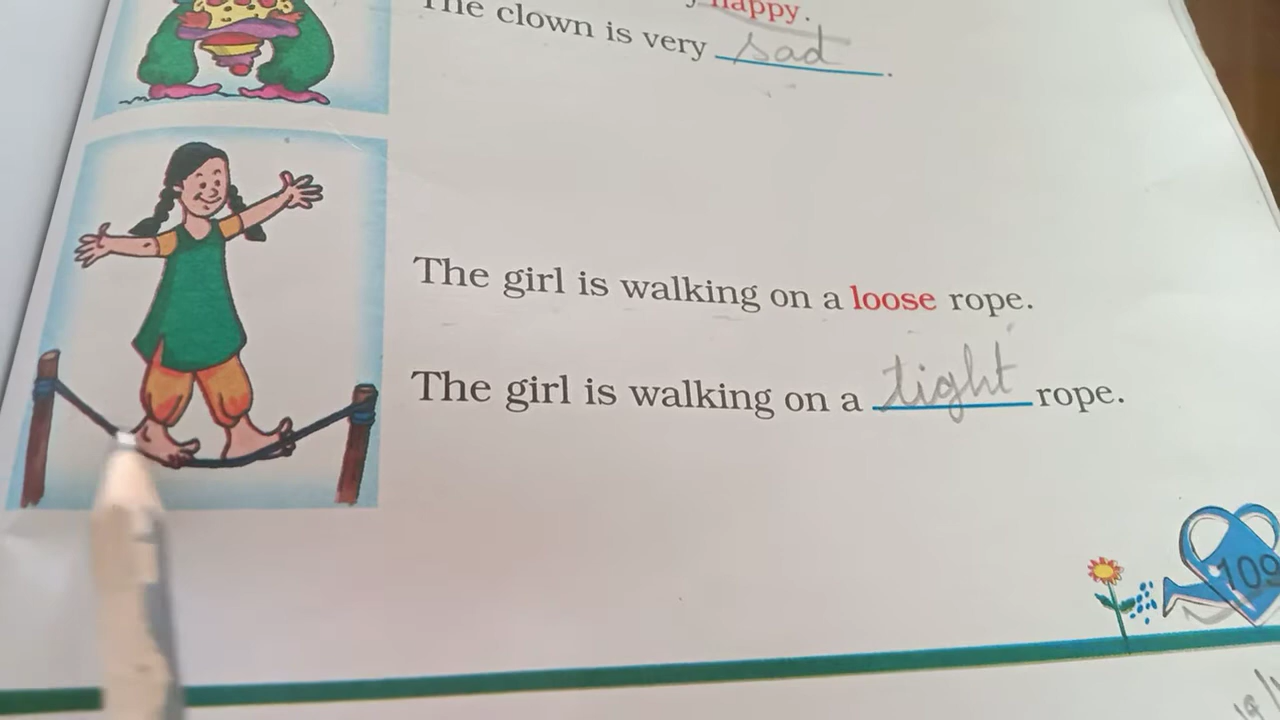 happy.
The clown is very sad.
The girl is walking on a loose rope.
The girl is walking on a tight rope.
109